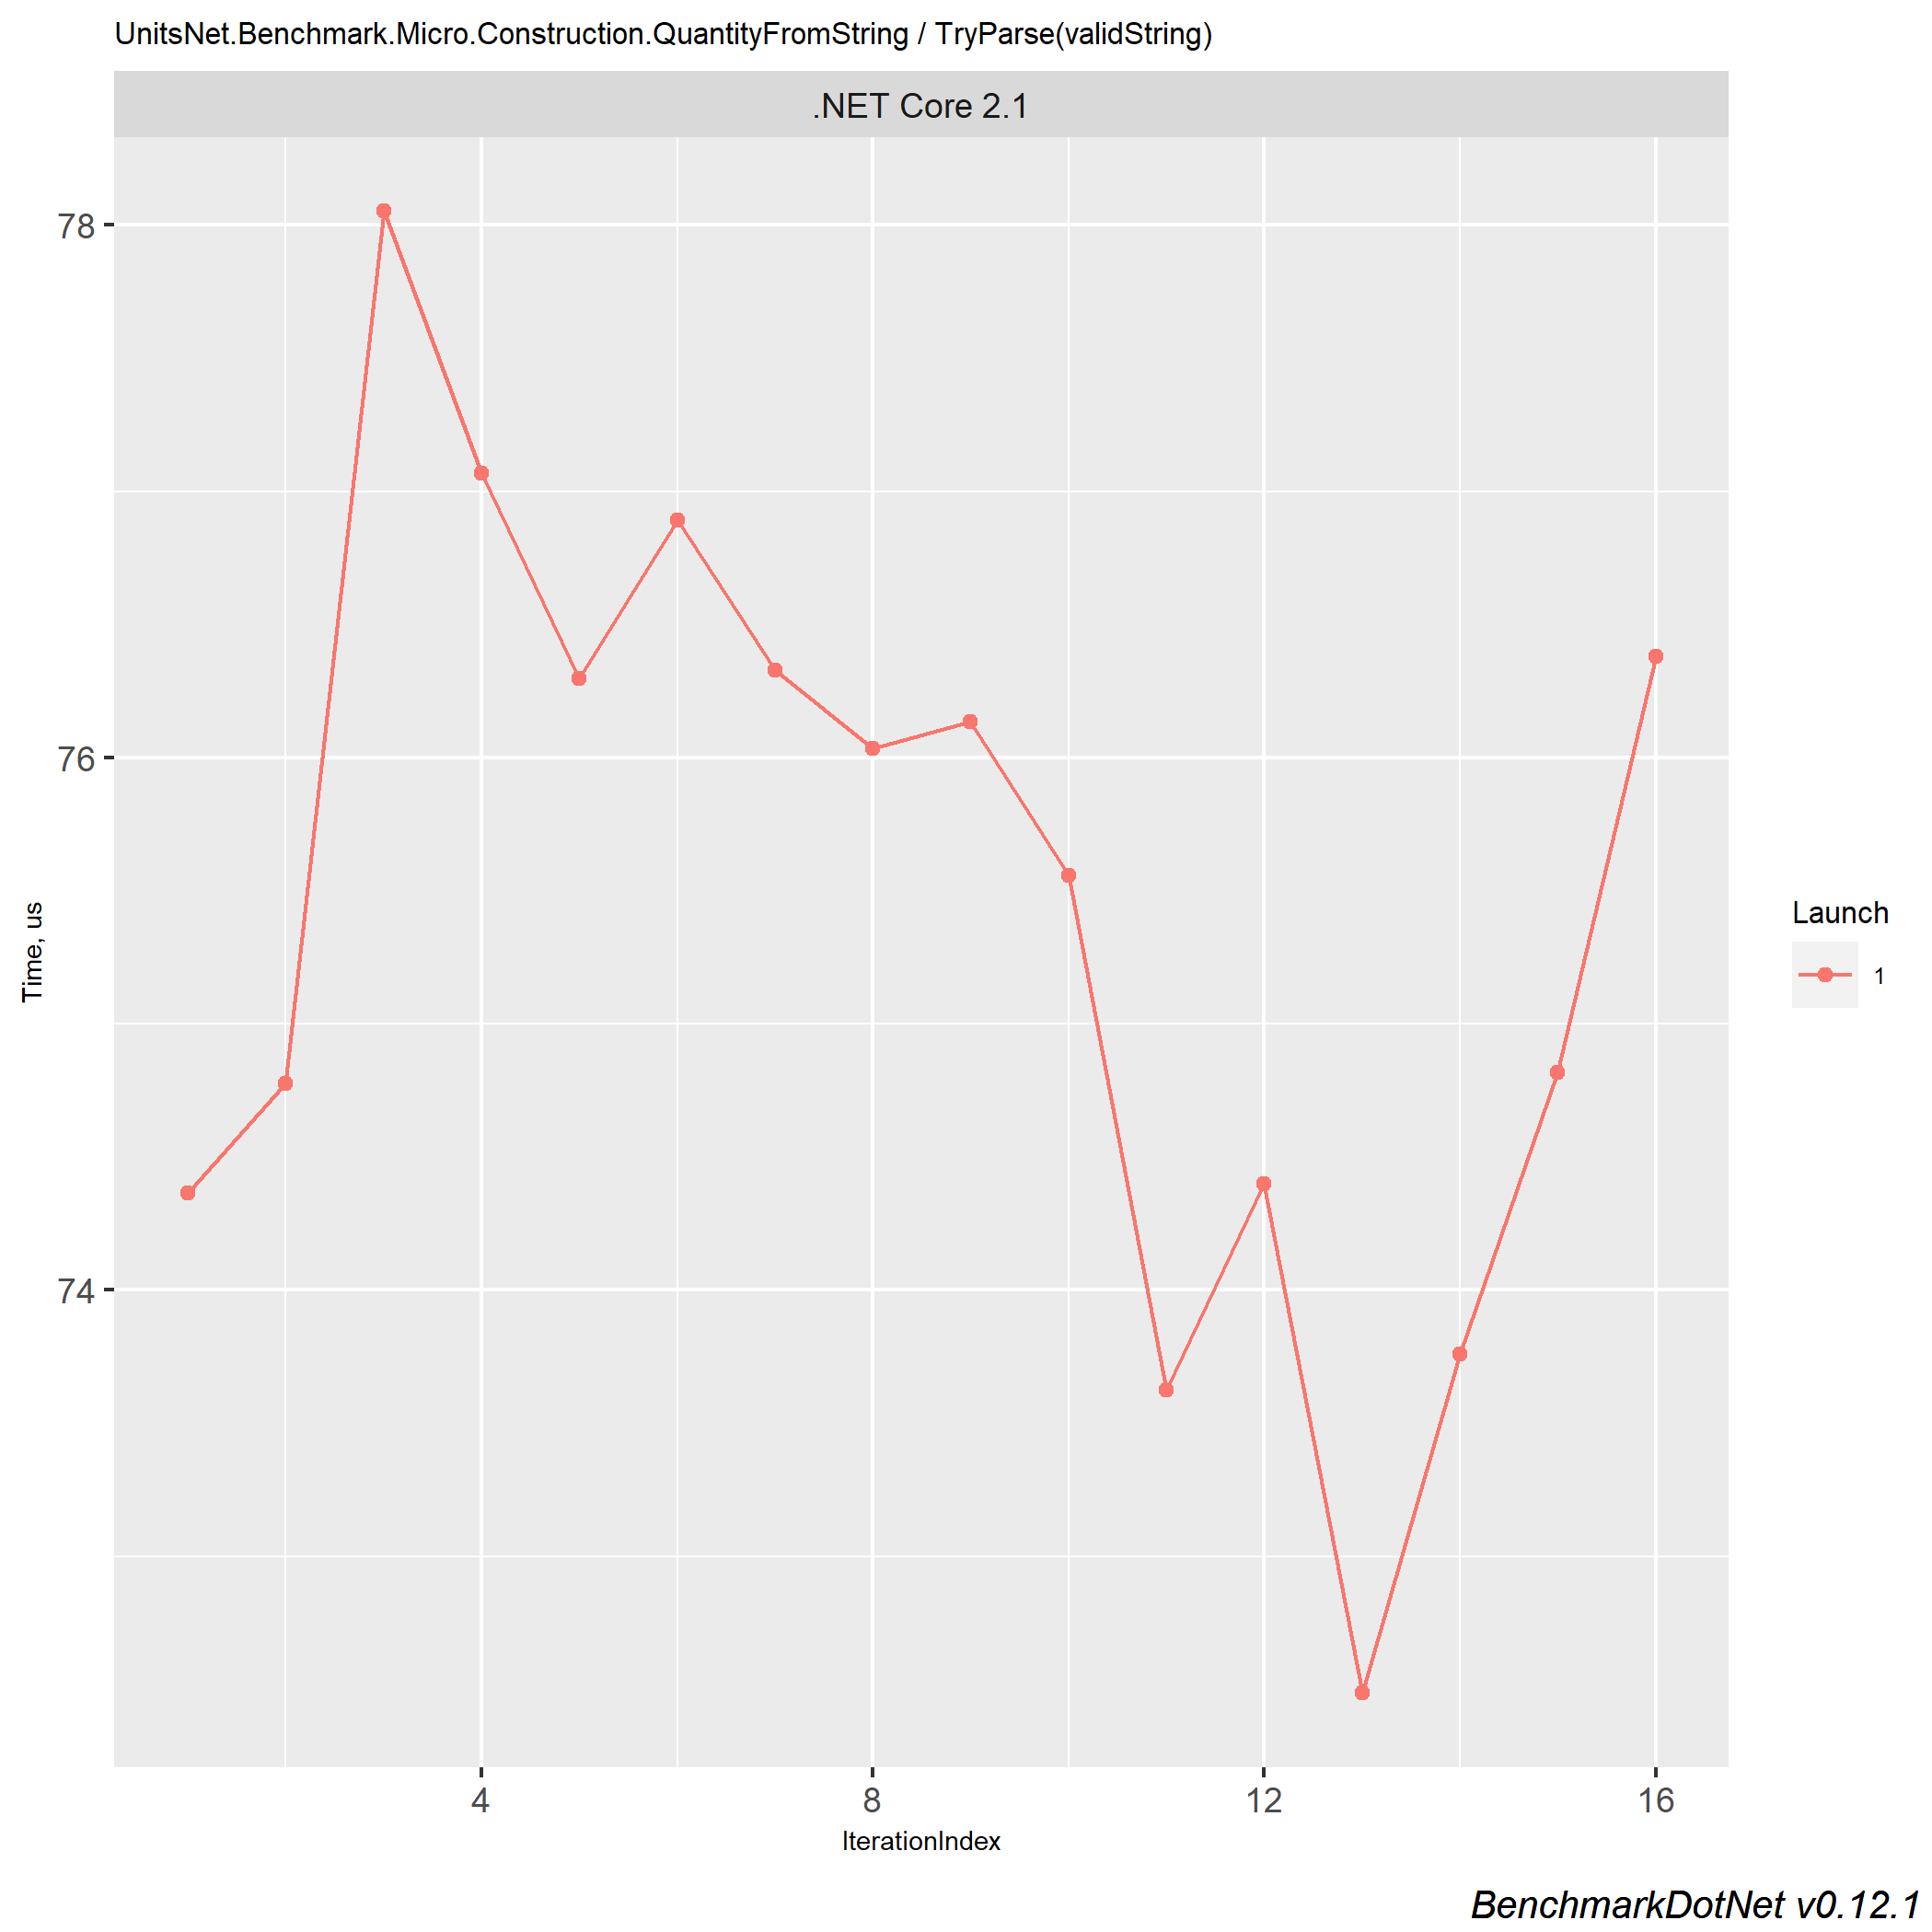 UnitsNet.Benchmark.Micro.Construction.QuantityFromString / TryParse(validString)
.NET Core 2.1
78
76
74
Time, us
4 8 12 16
IterationIndex
Launch
1
BenchmarkDotNet v0.12.1